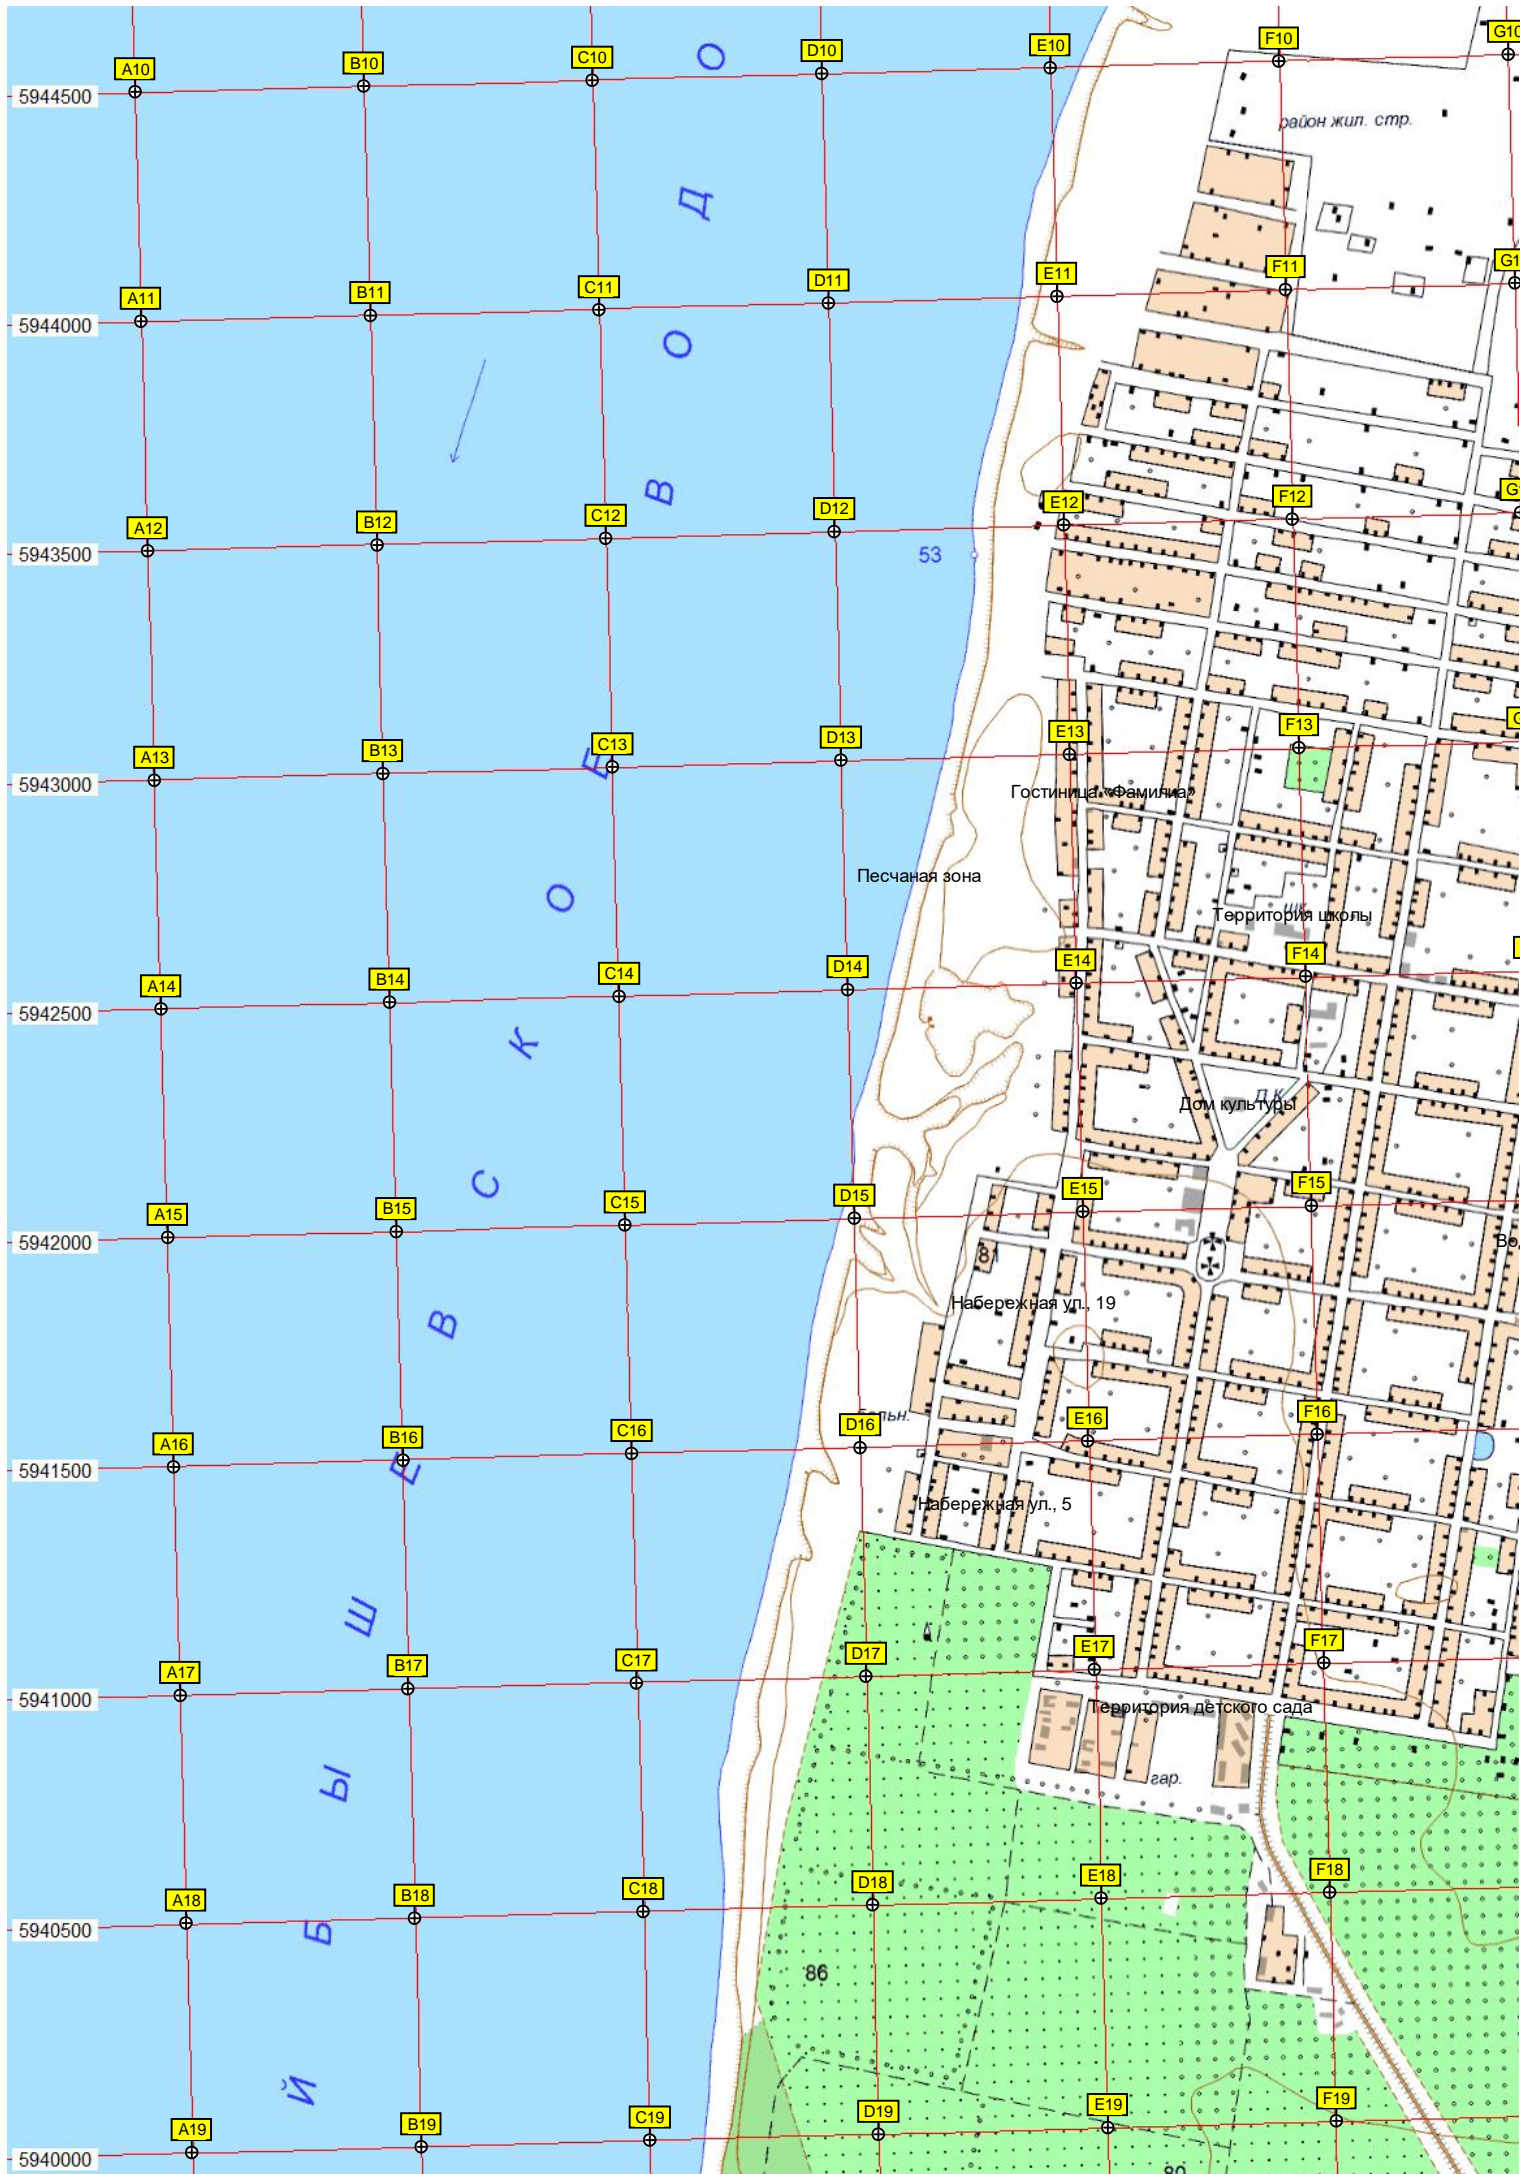 A10 B10 C10 D10 E10 F10 G10
5944500
О
район жил. стр.
Д
A11 B11 C11 D11 E11 F11
5944000
О
В
A12 B12 C12 D12 E12 F12
5943500
53
A13 B13 C13 D13 E13 F13
5943000
Е
Гостиница «Фамилиа»
Песчаная зона
О
шк.
Территория школы
A14 B14 C14 D14 E14 F14
5942500
К
Д.К.
Дом культуры
С
A15 B15 C15 D15 E15 F15
5942000
81
Набережная ул., 19
В
больн.
A16 B16 C16 D16 E16 F16
5941500
Е
Набережная ул., 5
Ш
A17 B17 C17 D17 E17 F17
5941000
Территория детского сада
Ы
гар.
A18 B18 C18 D18 E18 F18
5940500
Б
86
Й
A19 B19 C19 D19 E19 F19
5940000